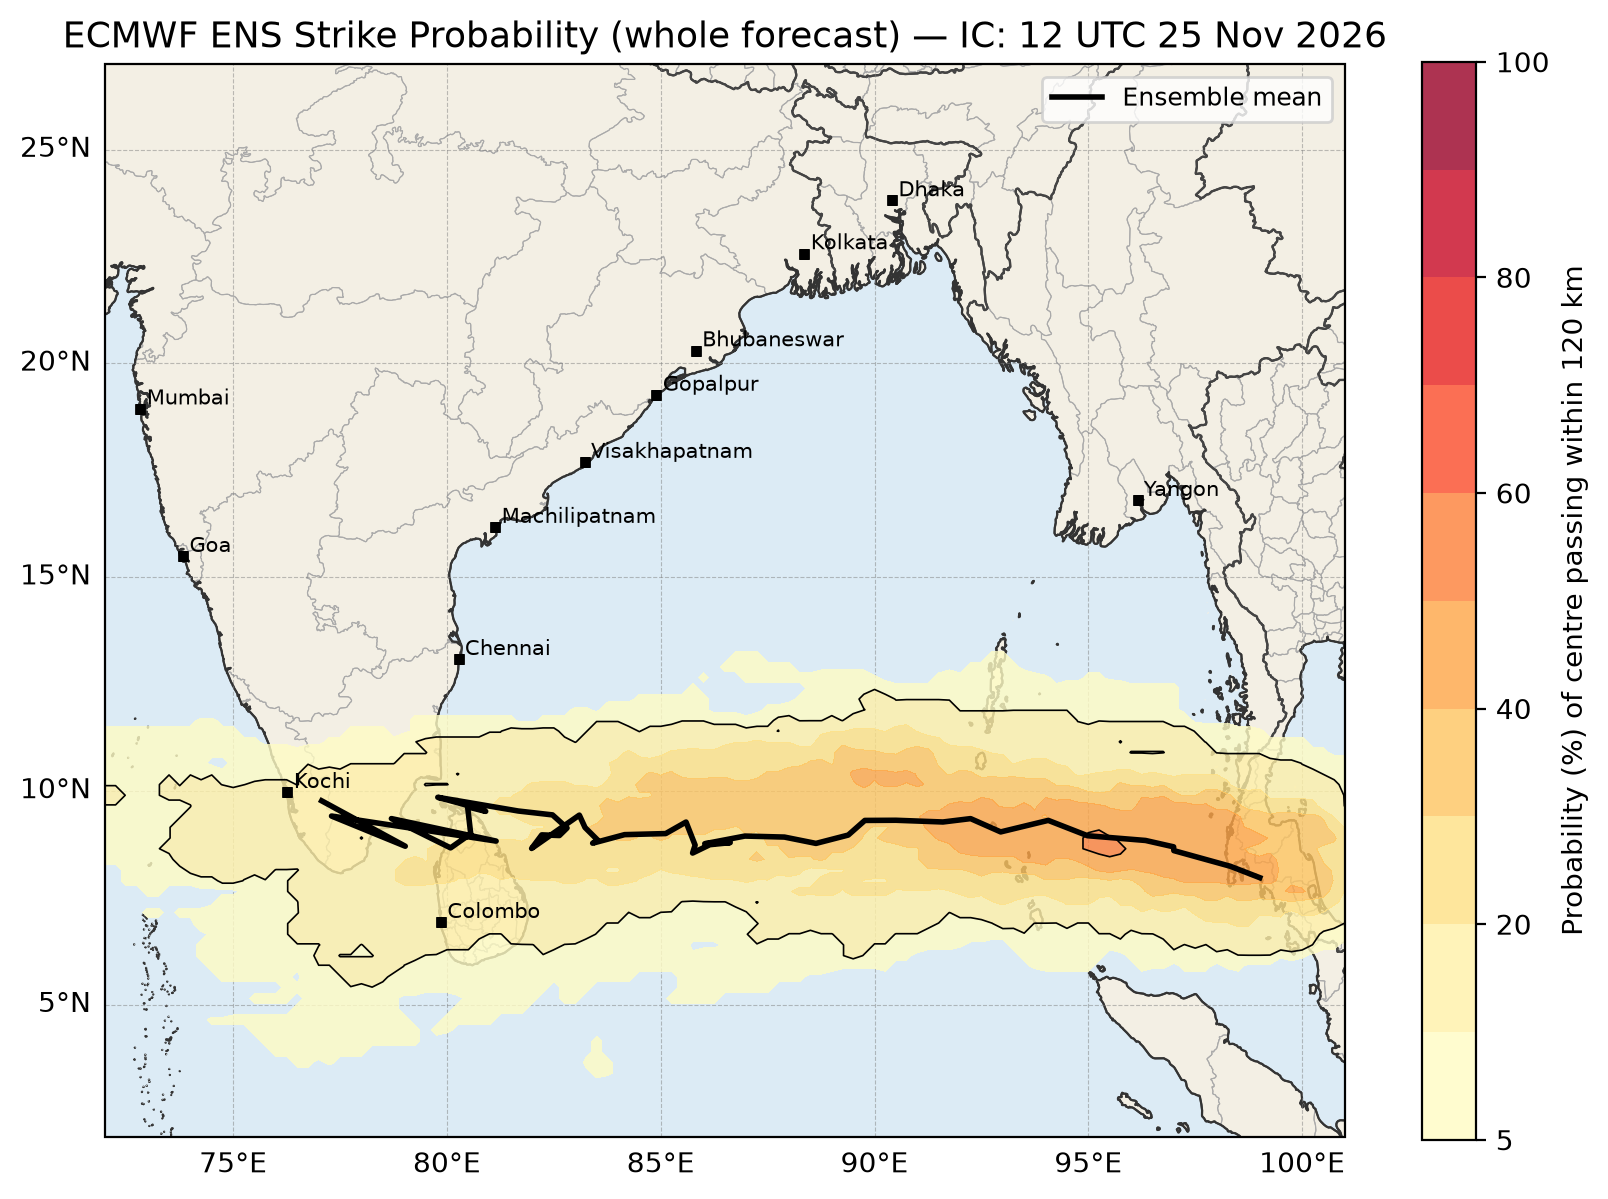 ECMWF ENS Strike Probability (whole forecast) — IC: 12 UTC 25 Nov 2026
Ensemble mean
25°N
20°N
15°N
10°N
5°N
75°E
80°E
85°E
90°E
95°E
100°E
Dhaka
Kolkata
Bhubaneswar
Gopalpur
Mumbai
Visakhapatnam
Yangon
Machilipatnam
Goa
Chennai
Kochi
Colombo
100
80
60
40
20
5
Probability (%) of centre passing within 120 km